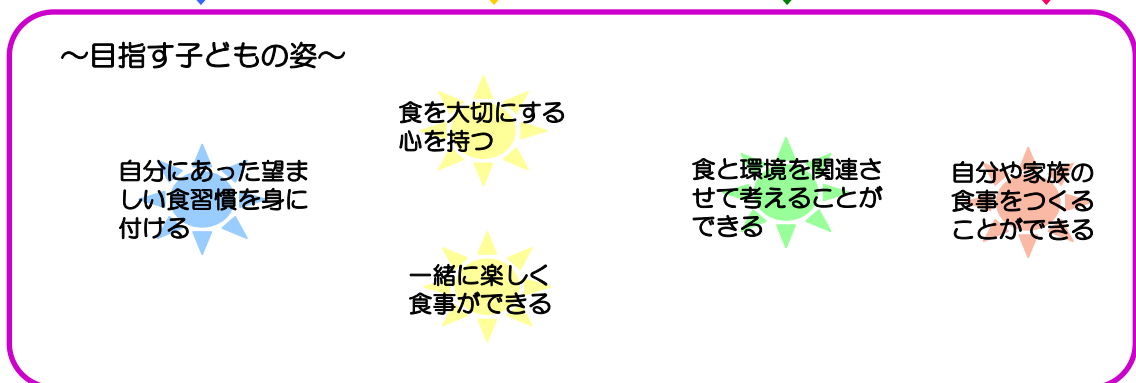 ～目指す子どもの姿～
自分にあった望ま
しい食習慣を身に
付ける
食を大切にする
心を持つ
一緒に楽しく
食事ができる
食と環境を関連さ
せて考えることが
できる
自分や家族の
食事をつくる
ことができる